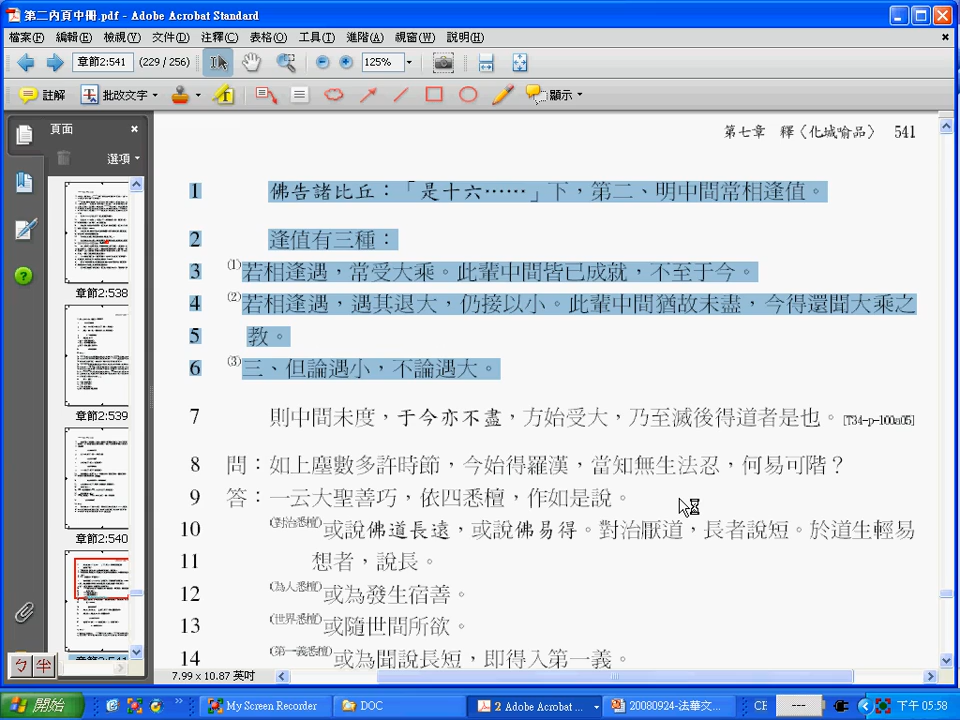 第二內頁中冊.pdf - Adobe Acrobat Standard
檔案(F) 編輯(E) 檢視(V) 文件(D) 注釋(C) 表格(O) 工具(T) 進階(A) 視窗(W) 說明(H)
章節2:541 (229 / 256) 125%
註解 批改文字 顯示
頁面
選項
章節2:538
章節2:539
章節2:540
第七章 釋〈化城喻品〉 541
1 佛告諸比丘：「是十六……」下，第二、明中間常相逢值。
2 逢值有三種：
3 (1)若相逢遇，常受大乘。此輩中間皆已成就，不至于今。
4 (2)若相逢遇，遇其退大，仍接以小。此輩中間猶故未盡，今得還聞大乘之
5 教。
6 (3)三、但論遇小，不論遇大。
7 則中間未度，于今亦不盡，方始受大，乃至滅後得道者是也。[T34-p-100a05]
8 問：如上塵數多許時節，今始得羅漢，當知無生法忍，何易可階？
9 答：一云大聖善巧，依四悉檀，作如是說。
10 (對治悉檀)或說佛道長遠，或說佛易得。對治厭道，長者說短。於道生輕易
11 想者，說長。
12 (為人悉檀)或為發生宿善。
13 (世界悉檀)或隨世間所欲。
14 (第一義悉檀)或為聞說長短，即得入第一義。
7.99 x 10.87 英吋
ㄅ 半
開始 My Screen Recorder DOC 2 Adobe Acrobat ... 20080924-法華文... CH --- 下午 05:58